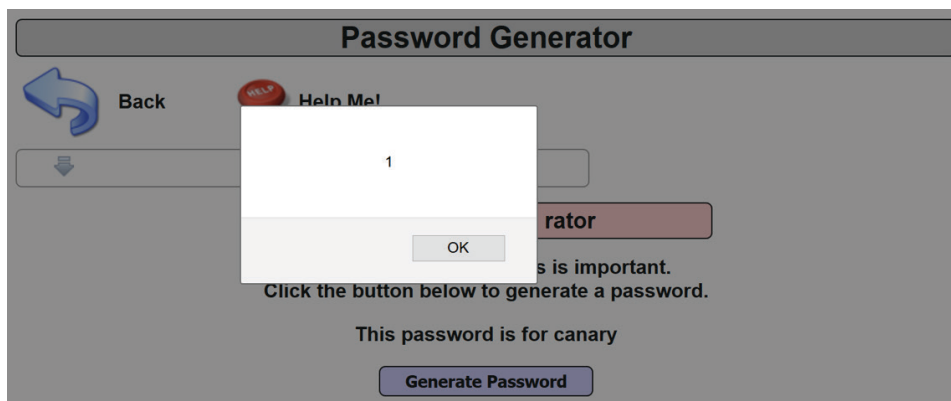 Password Generator
Back
HELP
Help Me!
1
OK
rator
s is important.
Click the button below to generate a password.
This password is for canary
Generate Password